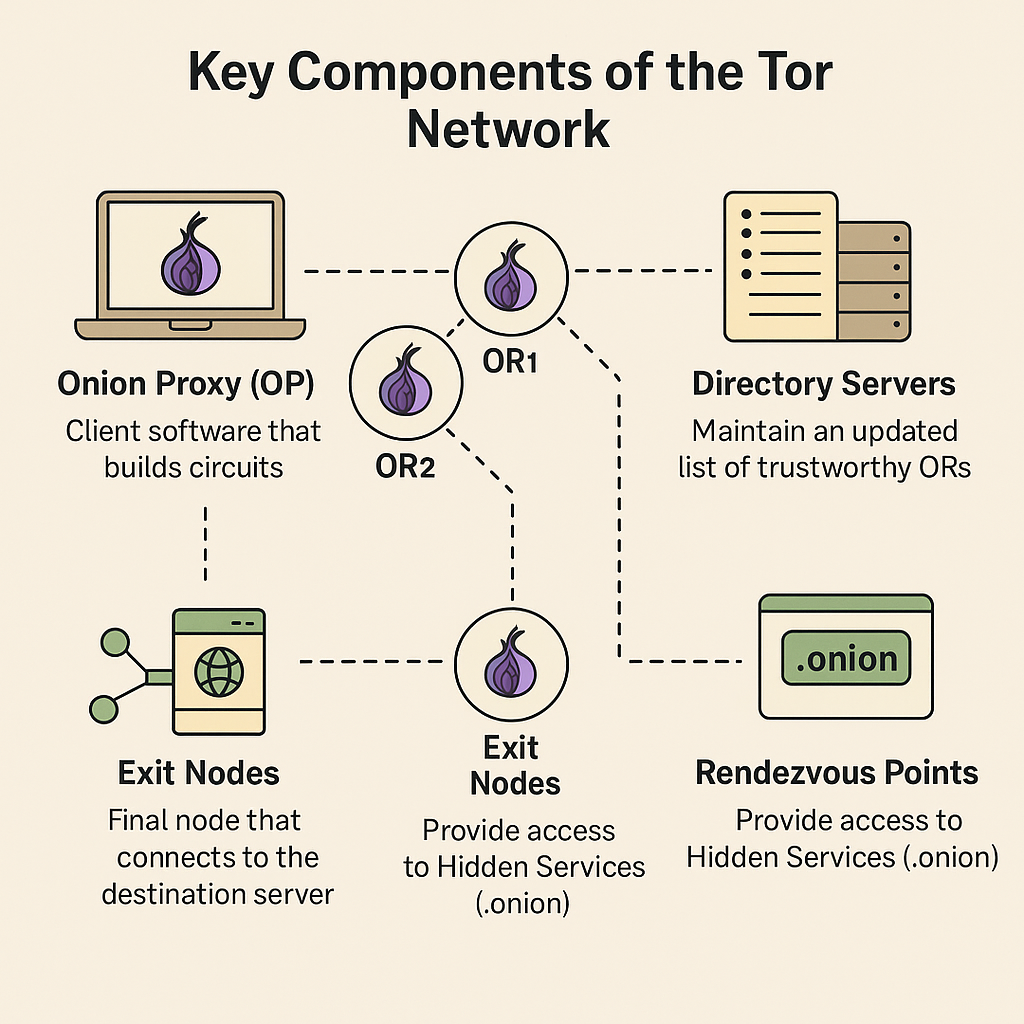 Key Components of the Tor
Network
OR1
OR2
Onion Proxy (OP)
Client software that
builds circuits
Directory Servers
Maintain an updated
list of trustworthy ORs
Exit Nodes
Final node that
connects to the
destination server
Exit
Nodes
Provide access
to Hidden Services
(.onion)
.onion
Rendezvous Points
Provide access to
Hidden Services (.onion)